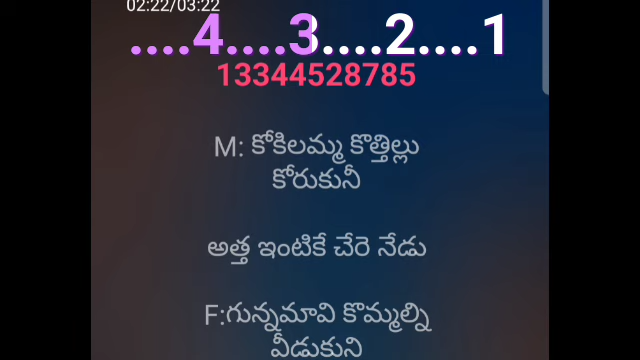 02:22/03:22
....4....3....2....1
13344528785
M: కోకిలమ్మ కొత్తిల్లు
కోరుకునీ
అత్త ఇంటికే చేరె నేడు
F:గున్నమావి కొమ్మల్ని
వీడుకుని